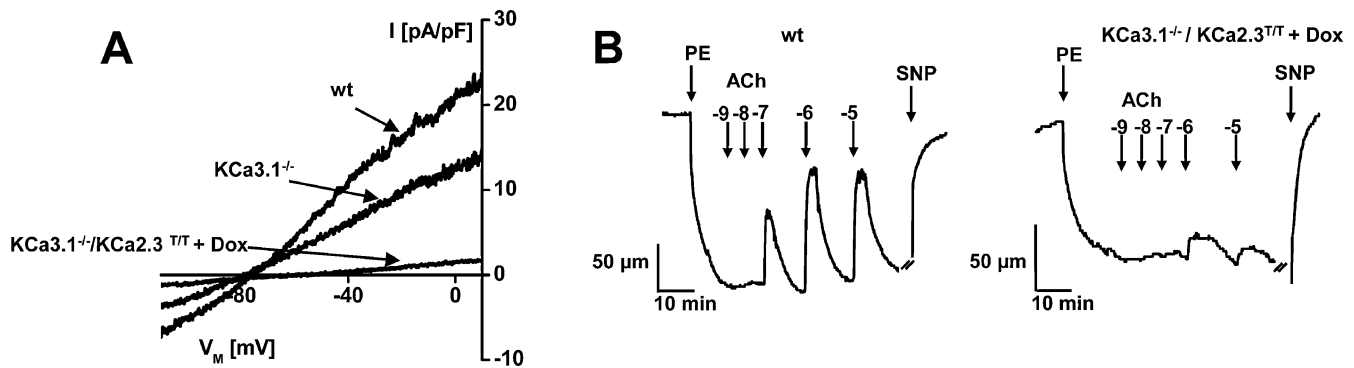 A
I [pA/pF]
30
20
10
0
-10
wt
KCa3.1-/-
KCa3.1-/-/KCa2.3 T/T + Dox
-80
-40
0
VM [mV]
B
wt
PE
ACh
-9 -8 -7 -6 -5
SNP
50 µm
10 min
KCa3.1-/- / KCa2.3T/T + Dox
PE
ACh
-9 -8 -7 -6 -5
SNP
50 µm
10 min